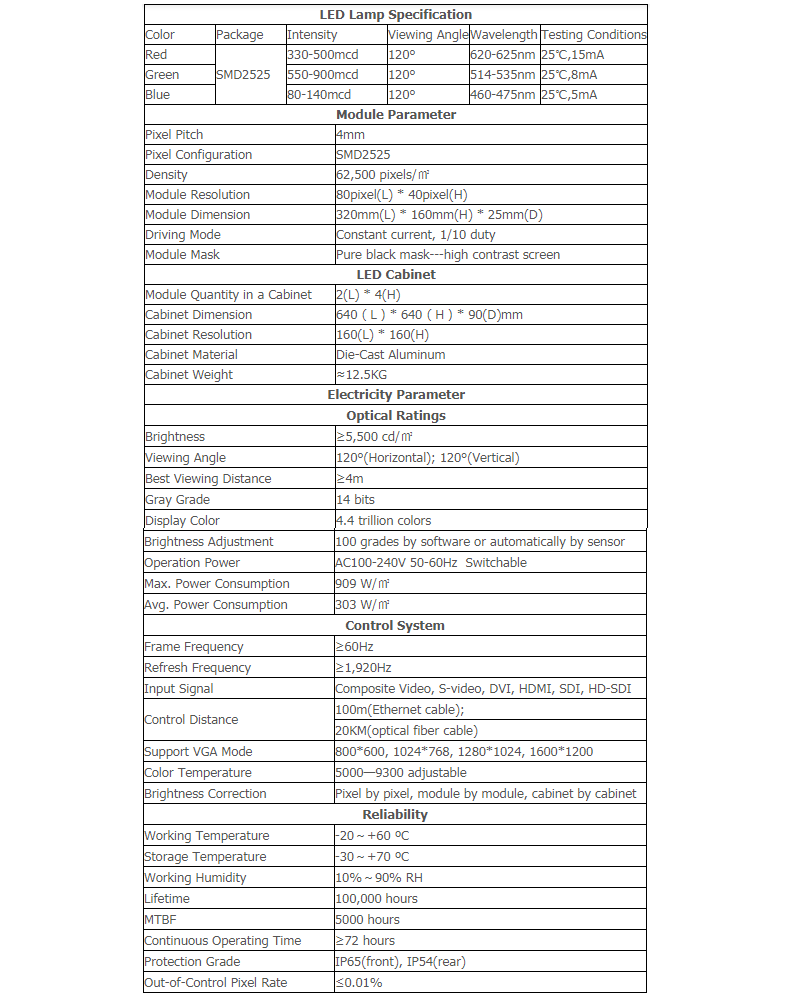 LED Lamp Specification
Color Package Intensity Viewing Angle Wavelength Testing Conditions
Red 330-500mcd 120° 620-625nm 25℃,15mA
Green SMD2525 550-900mcd 120° 514-535nm 25℃,8mA
Blue 80-140mcd 120° 460-475nm 25℃,5mA
Module Parameter
Pixel Pitch 4mm
Pixel Configuration SMD2525
Density 62,500 pixels/㎡
Module Resolution 80pixel(L) * 40pixel(H)
Module Dimension 320mm(L) * 160mm(H) * 25mm(D)
Driving Mode Constant current, 1/10 duty
Module Mask Pure black mask---high contrast screen
LED Cabinet
Module Quantity in a Cabinet 2(L) * 4(H)
Cabinet Dimension 640 ( L ) * 640 ( H ) * 90(D)mm
Cabinet Resolution 160(L) * 160(H)
Cabinet Material Die-Cast Aluminum
Cabinet Weight ≈12.5KG
Electricity Parameter
Optical Ratings
Brightness ≥5,500 cd/㎡
Viewing Angle 120°(Horizontal); 120°(Vertical)
Best Viewing Distance ≥4m
Gray Grade 14 bits
Display Color 4.4 trillion colors
Brightness Adjustment 100 grades by software or automatically by sensor
Operation Power AC100-240V 50-60Hz  Switchable
Max. Power Consumption 909 W/㎡
Avg. Power Consumption 303 W/㎡
Control System
Frame Frequency ≥60Hz
Refresh Frequency ≥1,920Hz
Input Signal Composite Video, S-video, DVI, HDMI, SDI, HD-SDI
Control Distance 100m(Ethernet cable);
20KM(optical fiber cable)
Support VGA Mode 800*600, 1024*768, 1280*1024, 1600*1200
Color Temperature 5000—9300 adjustable
Brightness Correction Pixel by pixel, module by module, cabinet by cabinet
Reliability
Working Temperature -20～+60 ºC
Storage Temperature -30～+70 ºC
Working Humidity 10%～90% RH
Lifetime 100,000 hours
MTBF 5000 hours
Continuous Operating Time ≥72 hours
Protection Grade IP65(front), IP54(rear)
Out-of-Control Pixel Rate ≤0.01%